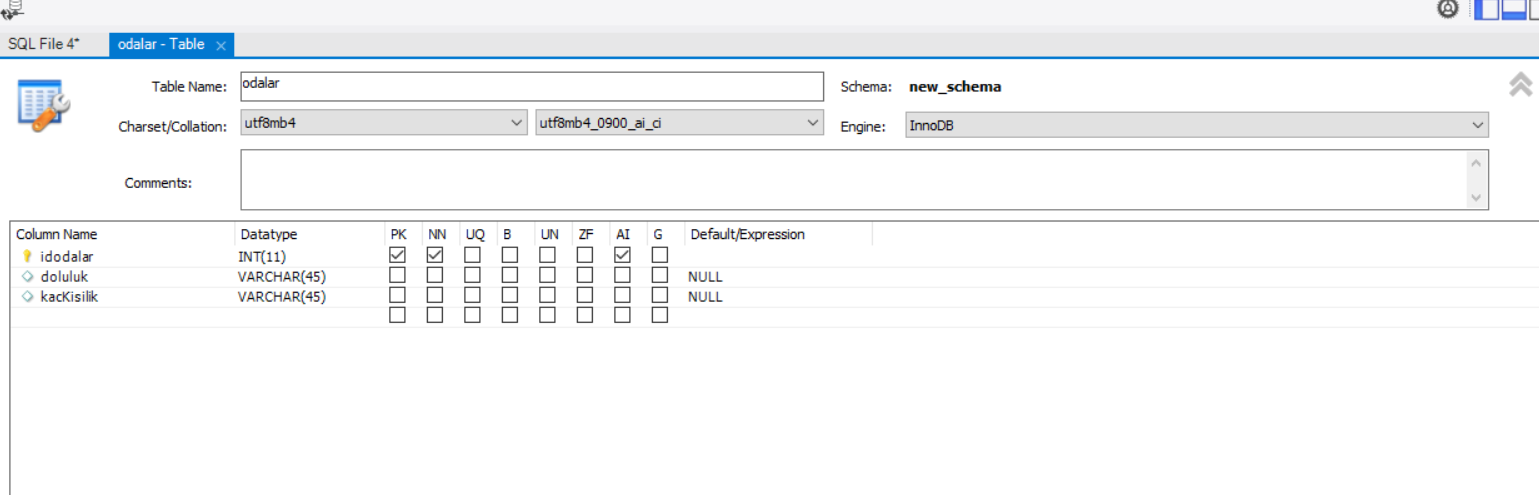 SQL File 4* odalar - Table ×
Table Name: odalar Schema: new_schema
Charset/Collation: utf8mb4 utf8mb4_0900_ai_ci Engine: InnoDB
Comments:
Column Name Datatype PK NN UQ B UN ZF AI G Default/Expression
idodalar INT(11)
doluluk VARCHAR(45) NULL
kacKisilik VARCHAR(45) NULL